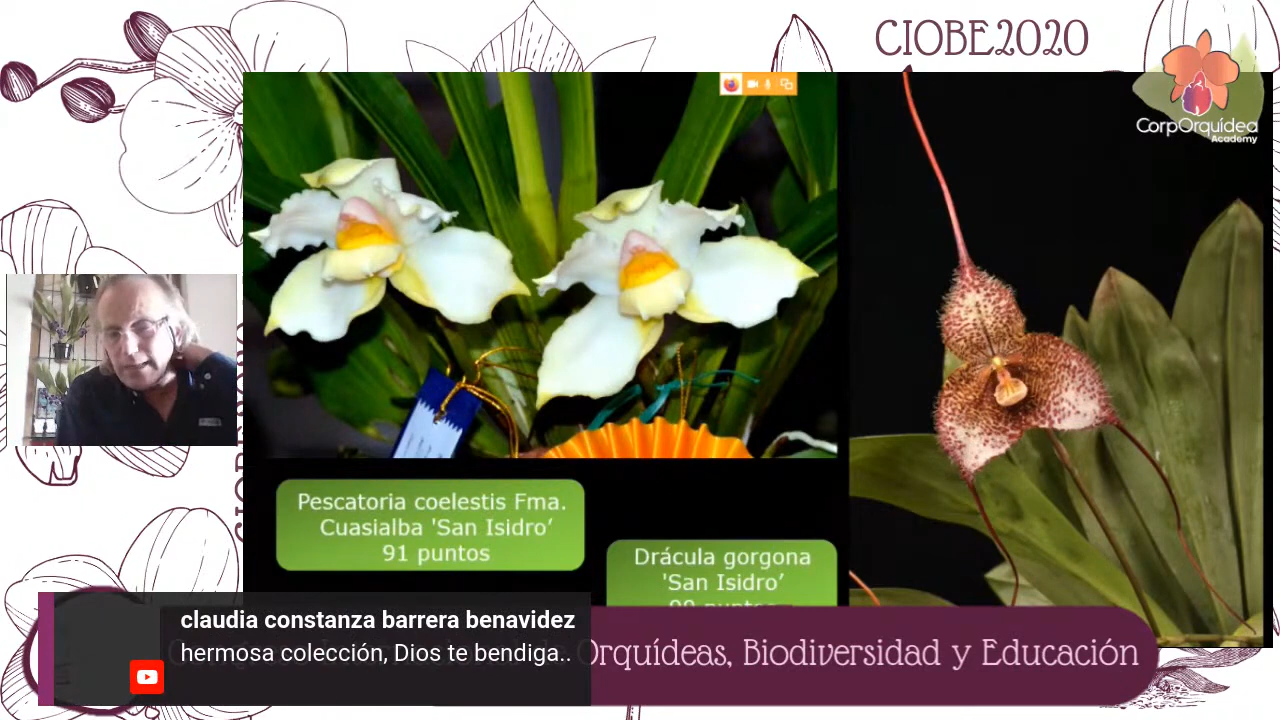 CIOBE2020
CorpOrquídea
Academy
Pescatoria coelestis Fma.
Cuasialba 'San Isidro’
91 puntos
Drácula gorgona
'San Isidro’
puntos
claudia constanza barrera benavidez
hermosa colección, Dios te bendiga..
Orquídeas, Biodiversidad y Educación